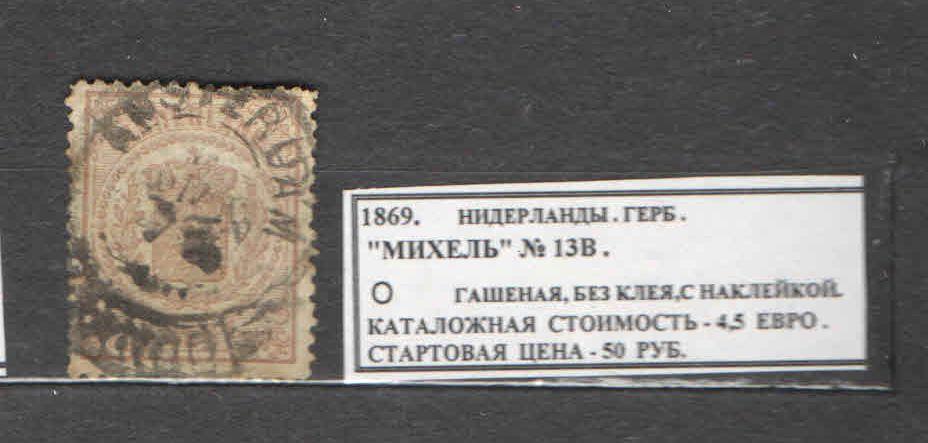 AMSTERDAM
1869. НИДЕРЛАНДЫ. ГЕРБ.
"МИХЕЛЬ" № 13В.
О ГАШЕНАЯ, БЕЗ КЛЕЯ,С НАКЛЕЙКОЙ.
КАТАЛОЖНАЯ СТОИМОСТЬ - 4,5 ЕВРО.
СТАРТОВАЯ ЦЕНА - 50 РУБ.